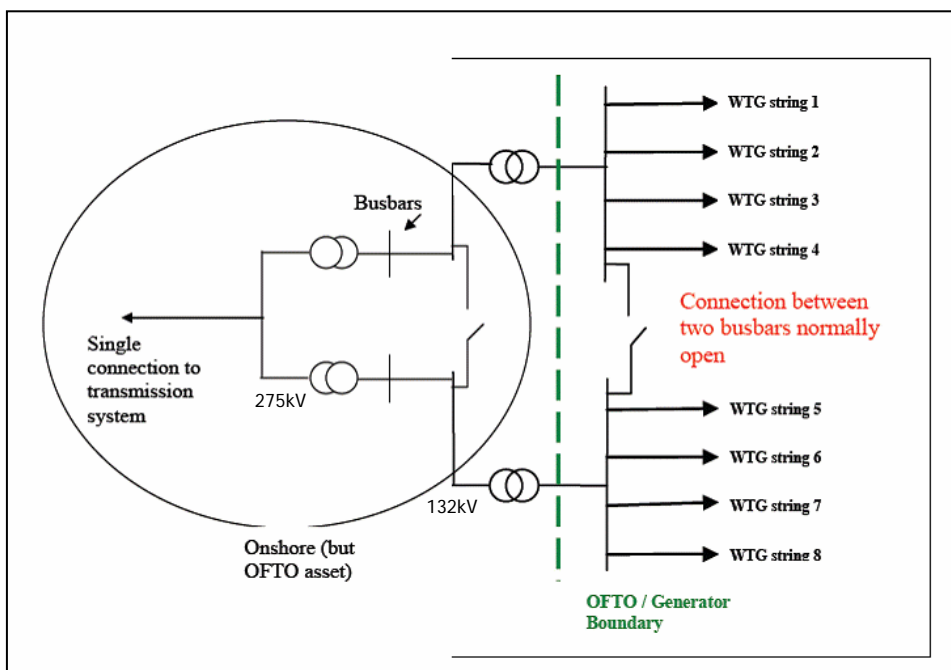 WTG string 1
WTG string 2
WTG string 3
WTG string 4
Busbars
Connection between
two busbars normally
open
Single
connection to
transmission
system
275kV
132kV
WTG string 5
WTG string 6
WTG string 7
WTG string 8
Onshore (but
OFTO asset)
OFTO / Generator
Boundary